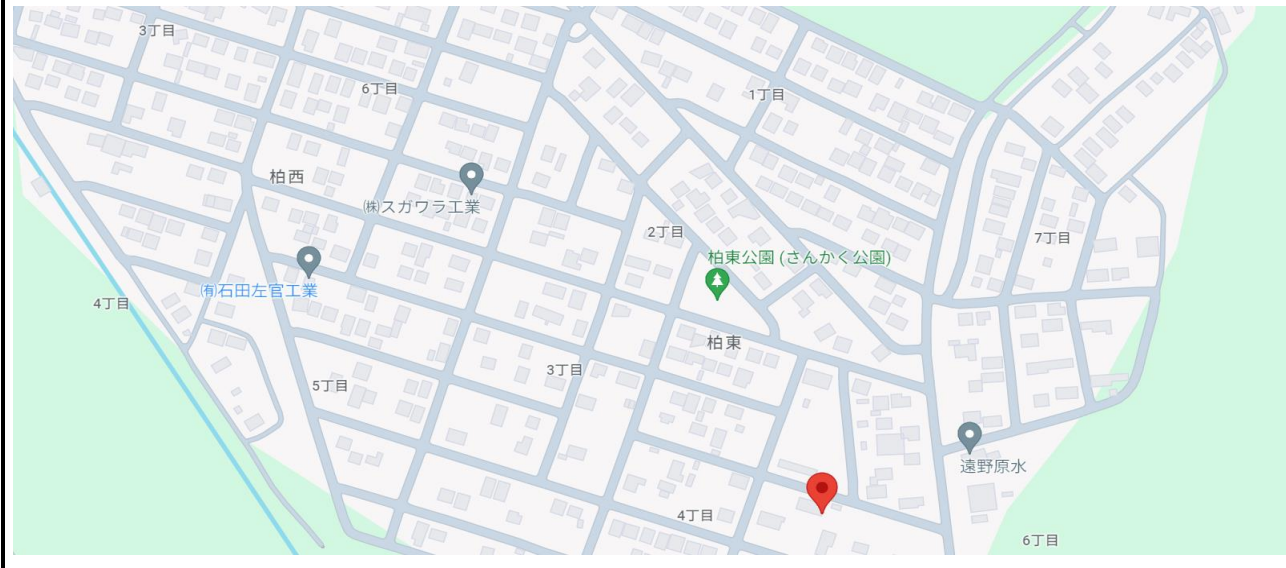 3丁目
6丁目
1丁目
柏西
㈱スガワラ工業
2丁目
7丁目
柏東公園 (さんかく公園)
㈲石田左官工業
4丁目
柏東
3丁目
5丁目
遠野原水
4丁目
6丁目